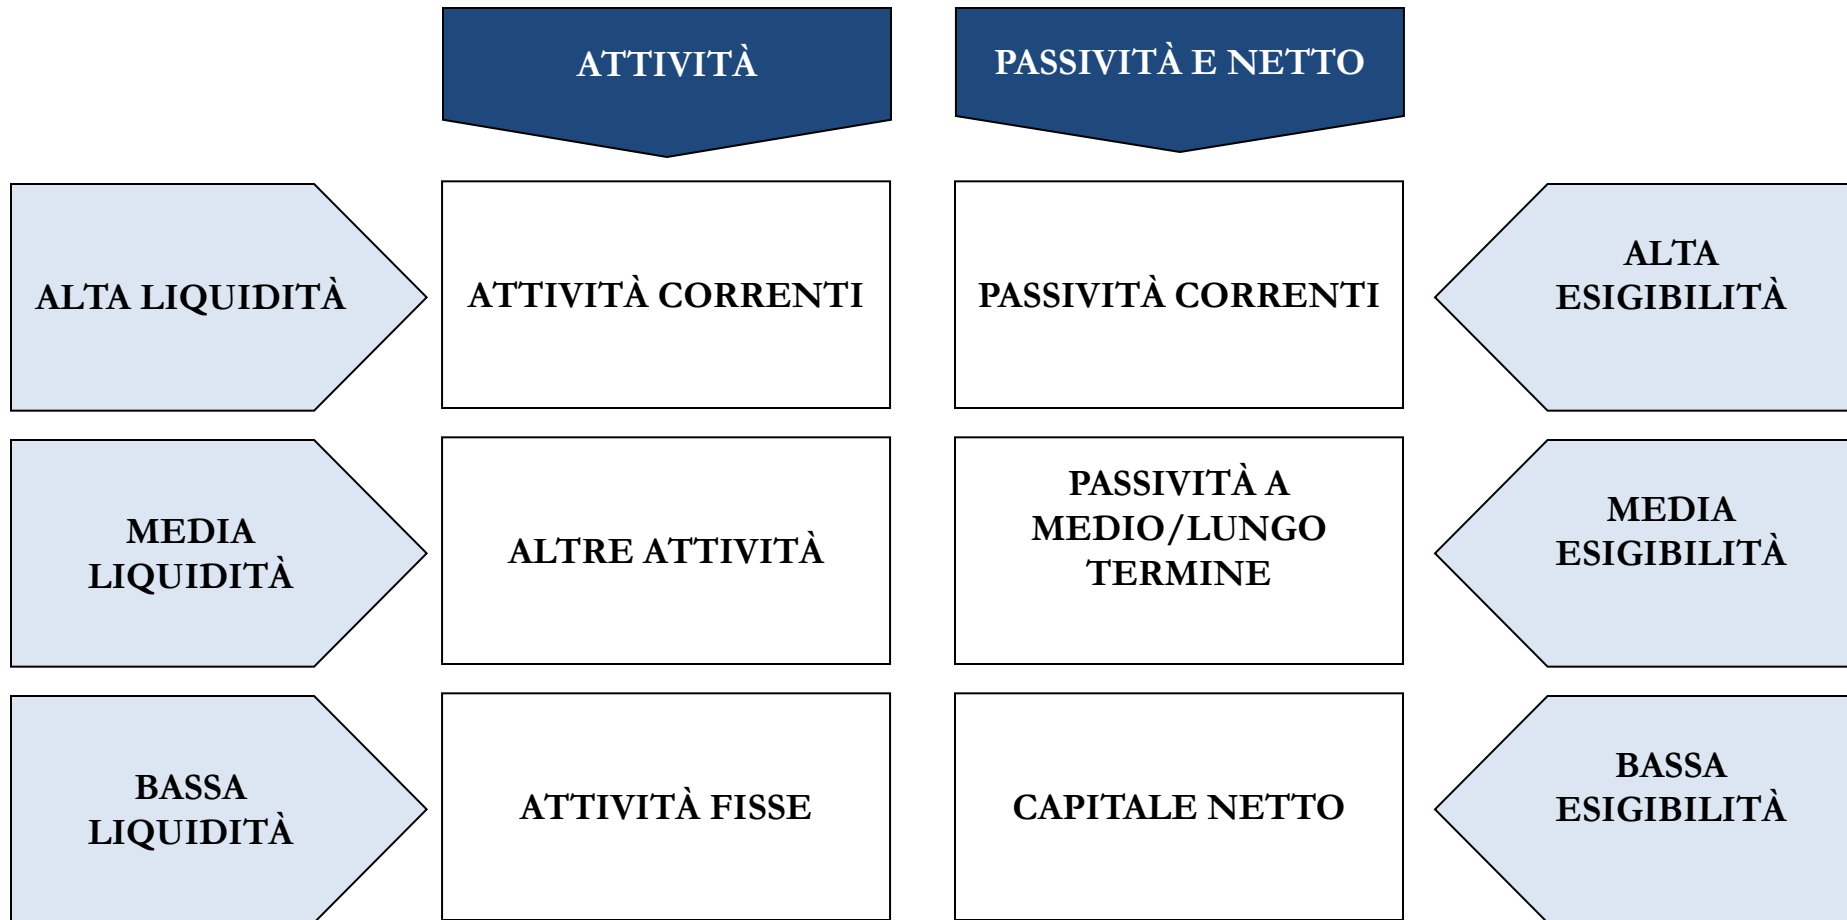 ATTIVITÀ
PASSIVITÀ E NETTO
ALTA LIQUIDITÀ
ATTIVITÀ CORRENTI
PASSIVITÀ CORRENTI
ALTA
ESIGIBILITÀ
MEDIA
LIQUIDITÀ
ALTRE ATTIVITÀ
PASSIVITÀ A
MEDIO/LUNGO
TERMINE
MEDIA
ESIGIBILITÀ
BASSA
LIQUIDITÀ
ATTIVITÀ FISSE
CAPITALE NETTO
BASSA
ESIGIBILITÀ